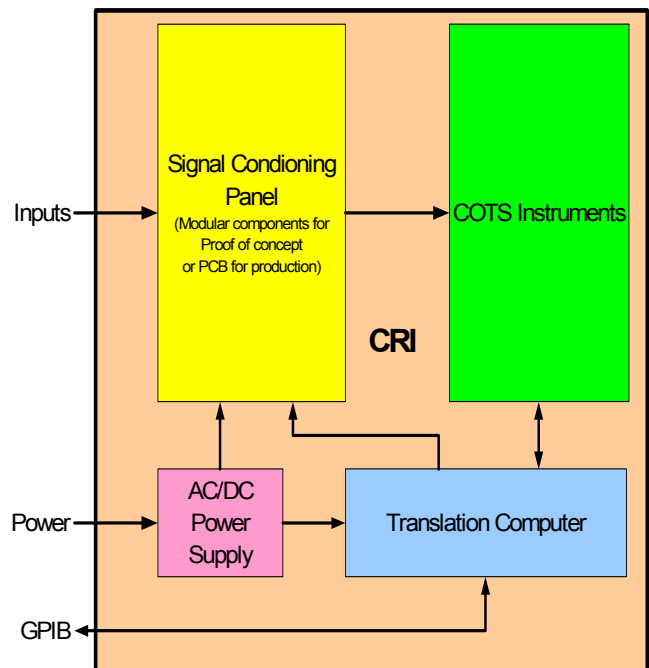 Signal Condioning
Panel
(Modular components for
Proof of concept
or PCB for production)
COTS Instruments
Inputs
CRI
AC/DC
Power
Supply
Translation Computer
Power
GPIB